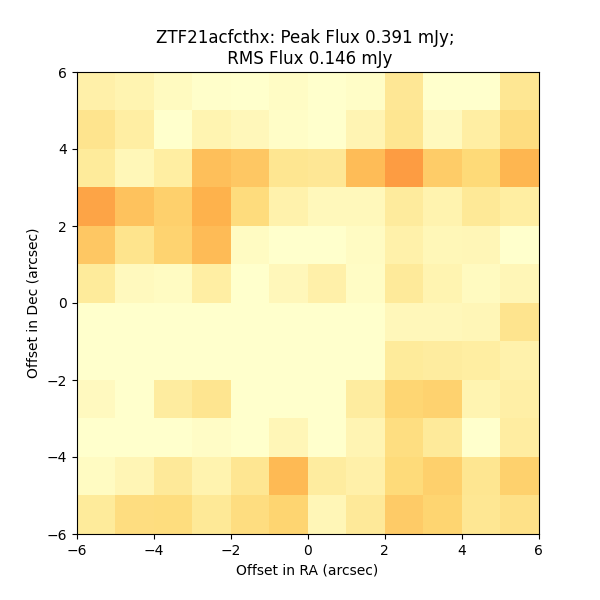 ZTF21acfcthx: Peak Flux 0.391 mJy;
RMS Flux 0.146 mJy
6
4
2
0
−2
−4
−6
Offset in Dec (arcsec)
−6 −4 −2 0 2 4 6
Offset in RA (arcsec)